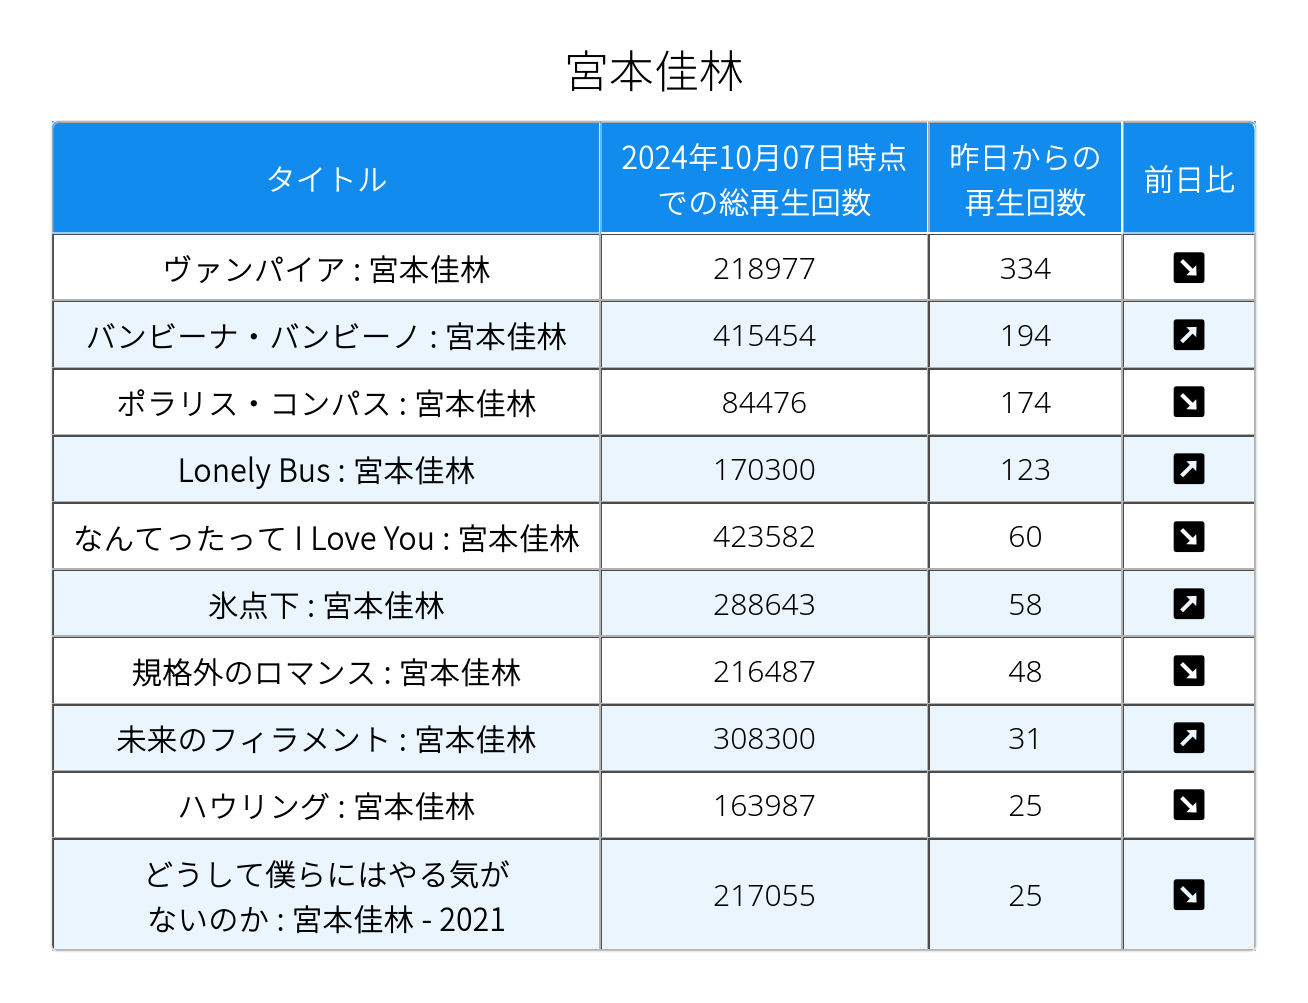 宮本佳林
タイトル
2024年10月07日時点
での総再生回数
昨日からの
再生回数
前日比
ヴァンパイア : 宮本佳林 218977 334 ↘
バンビーナ・バンビーノ : 宮本佳林 415454 194 ↗
ポラリス・コンパス : 宮本佳林 84476 174 ↘
Lonely Bus : 宮本佳林 170300 123 ↗
なんてったって I Love You : 宮本佳林 423582 60 ↘
氷点下 : 宮本佳林 288643 58 ↗
規格外のロマンス : 宮本佳林 216487 48 ↘
未来のフィラメント : 宮本佳林 308300 31 ↗
ハウリング : 宮本佳林 163987 25 ↘
どうして僕らにはやる気が
ないのか : 宮本佳林 - 2021 217055 25 ↘